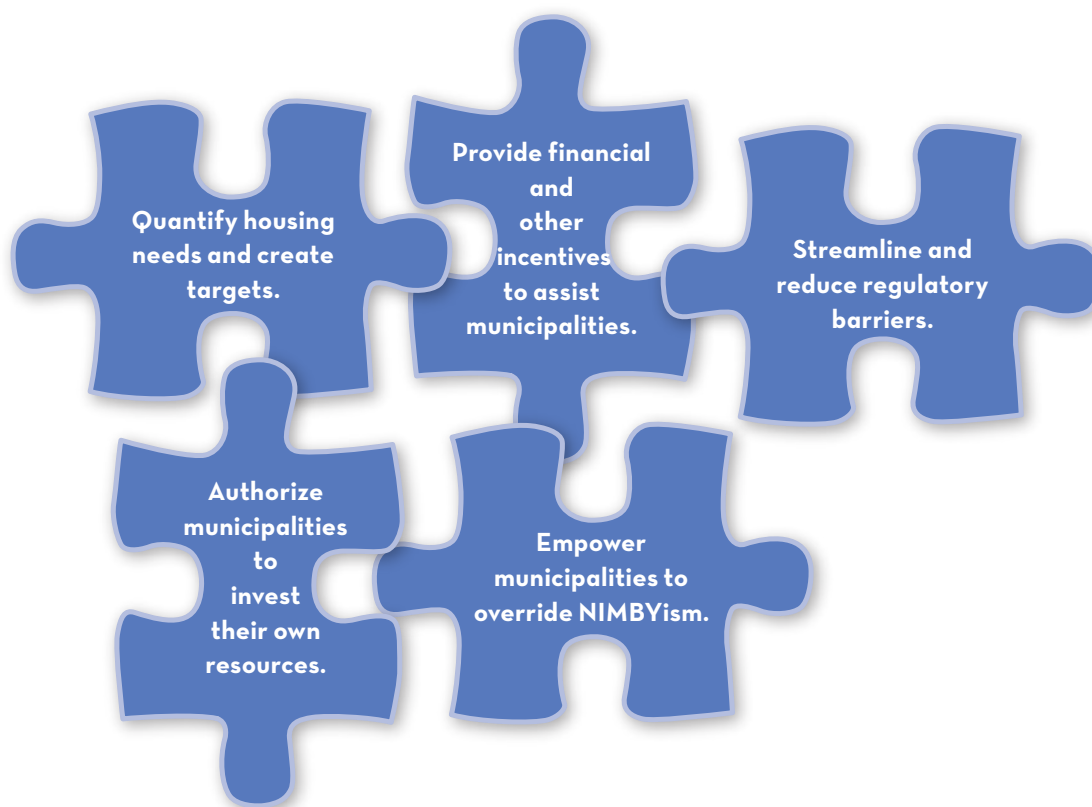 Quantify housing
needs and create
targets.
Provide financial
and
other
incentives
to assist
municipalities.
Streamline and
reduce regulatory
barriers.
Authorize
municipalities
to
invest
their own
resources.
Empower
municipalities to
override NIMBYism.